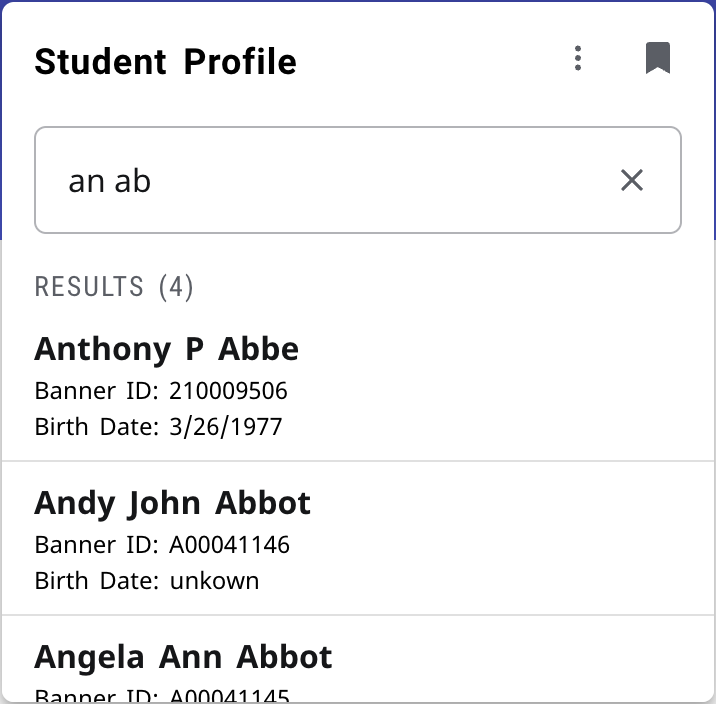 Student Profile
an ab
RESULTS (4)
Anthony P Abbe
Banner ID: 210009506
Birth Date: 3/26/1977
Andy John Abbot
Banner ID: A00041146
Birth Date: unkown
Angela Ann Abbot
Banner ID: A00041145